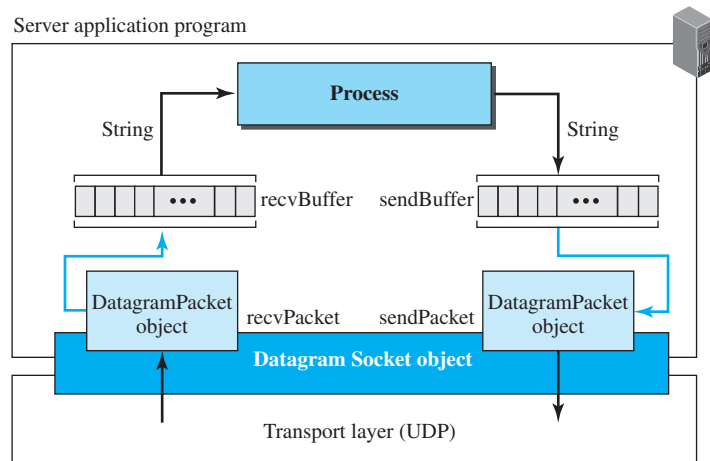 Server application program
Process
String
String
recvBuffer
sendBuffer
DatagramPacket
object
recvPacket
sendPacket
DatagramPacket
object
Datagram Socket object
Transport layer (UDP)